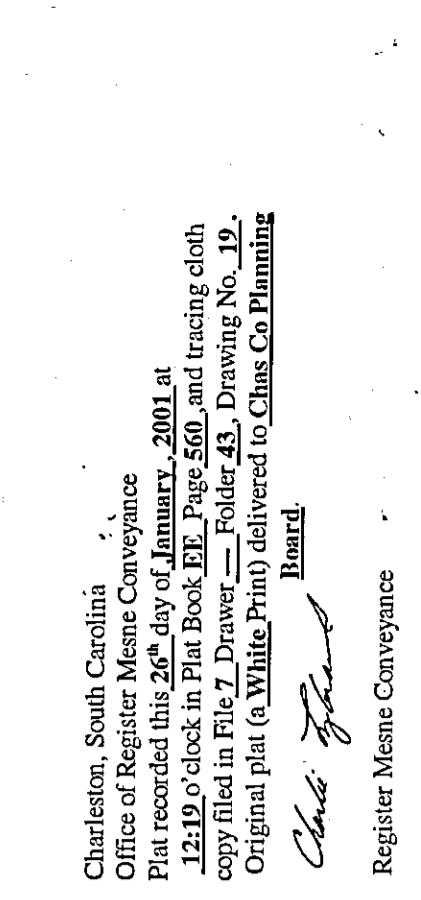 Charleston, South Carolina
Office of Register Mesne Conveyance
Plat recorded this 26th day of January, 2001 at
12:19 o'clock in Plat Book EE Page 560, and tracing cloth
copy filed in File 7 Drawer — Folder 43, Drawing No. 19.
Original plat (a White Print) delivered to Chas Co Planning
Board.
Charlie
Register Mesne Conveyance